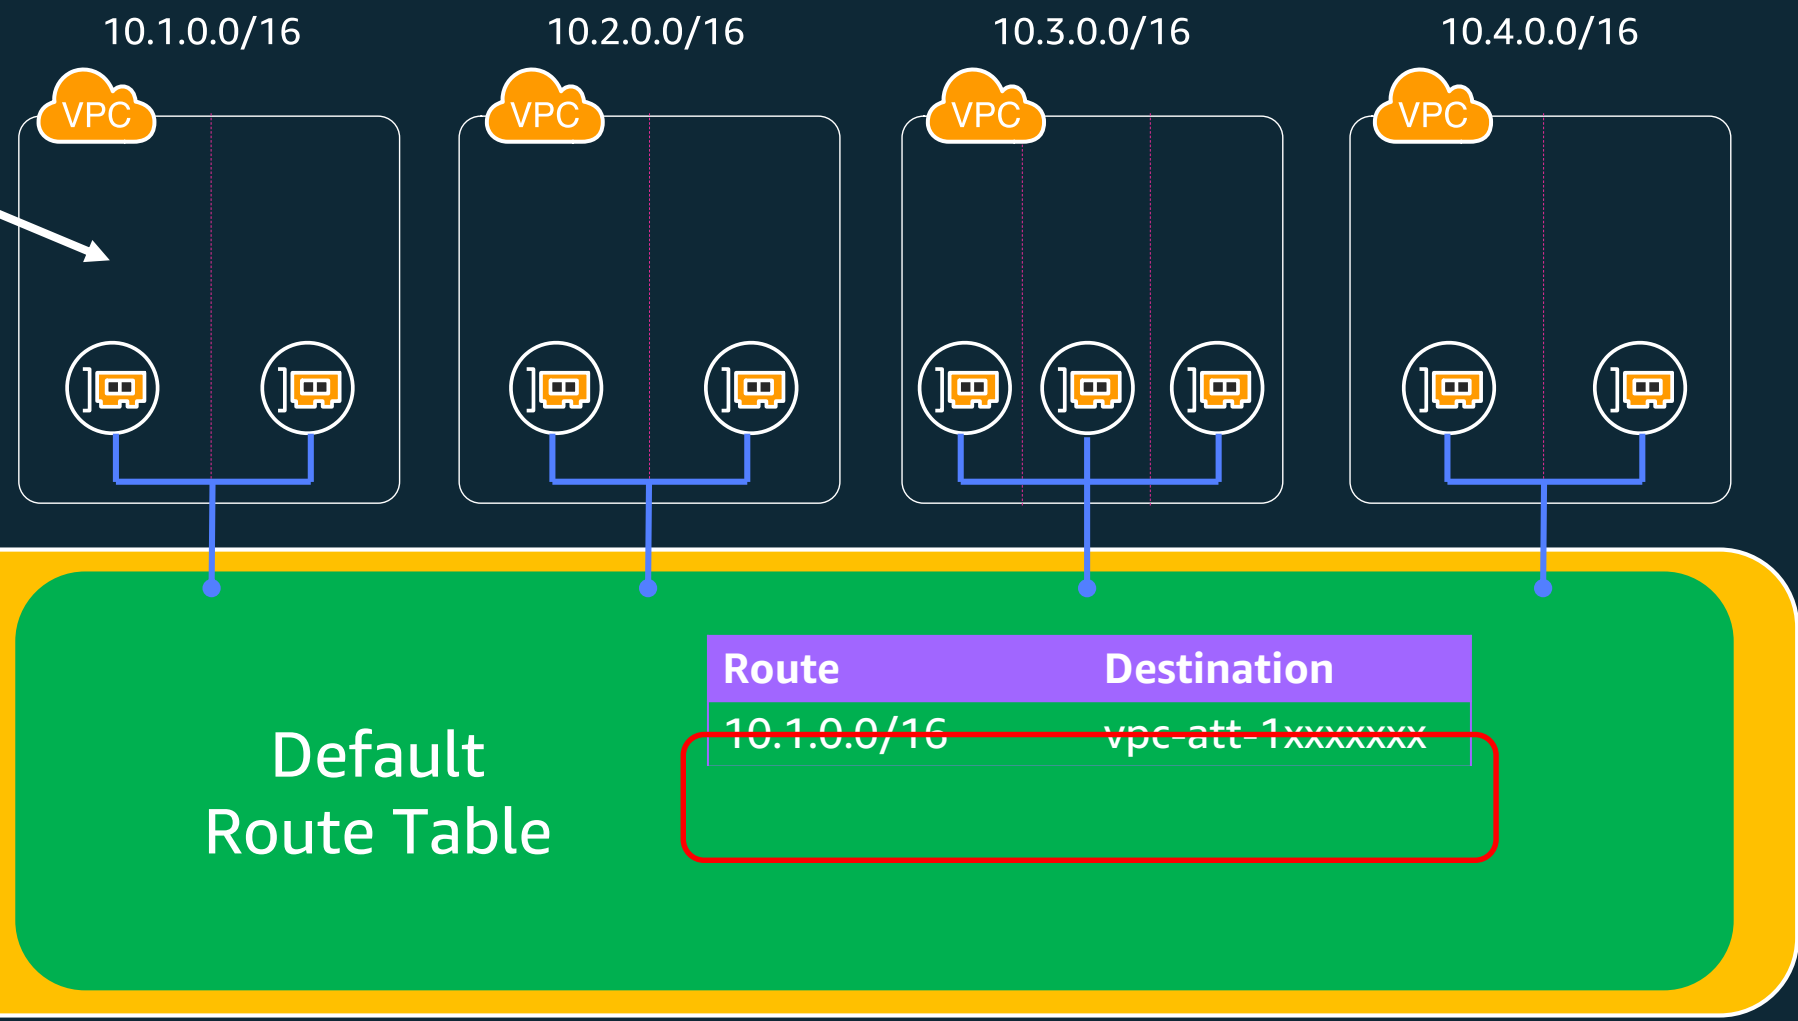 10.1.0.0/16 10.2.0.0/16 10.3.0.0/16 10.4.0.0/16
VPC VPC VPC VPC
Route Destination
10.1.0.0/16 vpc-att-1xxxxxxx
Default
Route Table